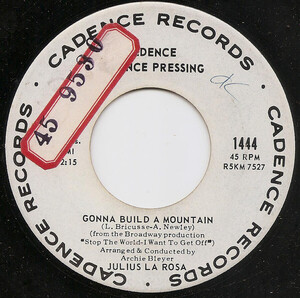 CADENCE RECORDS · CADENCE RECORDS · CADENCE RECORDS ·
45 9530
DENCE
NCE PRESSING
1444
45 RPM
R5KM 7527
2:15
GONNA BUILD A MOUNTAIN
(L. Bricusse-A. Newley)
(from the Broadway production
"Stop The World-I Want To Get Off")
Arranged & Conducted by
Archie Bleyer
JULIUS LA ROSA